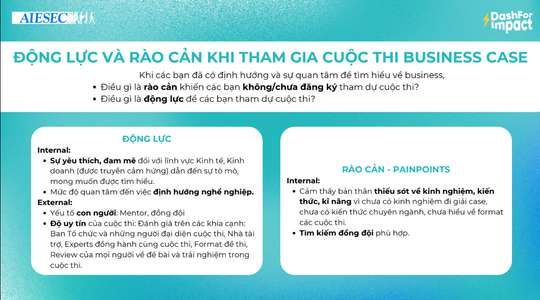 AIESEC
DashFor
impact
ĐỘNG LỰC VÀ RÀO CẢN KHI THAM GIA CUỘC THI BUSINESS CASE
Khi các bạn đã có định hướng và sự quan tâm để tìm hiểu về business,
• Điều gì là rào cản khiến các bạn không/chưa đăng ký tham dự cuộc thi?
• Điều gì là động lực để các bạn tham dự cuộc thi?
ĐỘNG LỰC
Internal:
• Sự yêu thích, đam mê đối với lĩnh vực Kinh tế, Kinh
doanh (được truyền cảm hứng) dẫn đến sự tò mò,
mong muốn được tìm hiểu.
• Mức độ quan tâm đến việc định hướng nghề nghiệp.
External:
• Yếu tố con người: Mentor, đồng đội
• Độ uy tín của cuộc thi: Đánh giá trên các khía cạnh:
Ban Tổ chức và những người đại diện cuộc thi, Nhà tài
trợ, Experts đồng hành cùng cuộc thi, Format đề thi,
Review của mọi người về đề bài và trải nghiệm trong
cuộc thi.
RÀO CẢN - PAINPOINTS
Internal:
• Cảm thấy bản thân thiếu sót về kinh nghiệm, kiến
thức, kĩ năng vì chưa có kinh nghiệm đi giải case,
chưa có kiến thức chuyên ngành, chưa hiểu về format
các cuộc thi.
• Tìm kiếm đồng đội phù hợp.